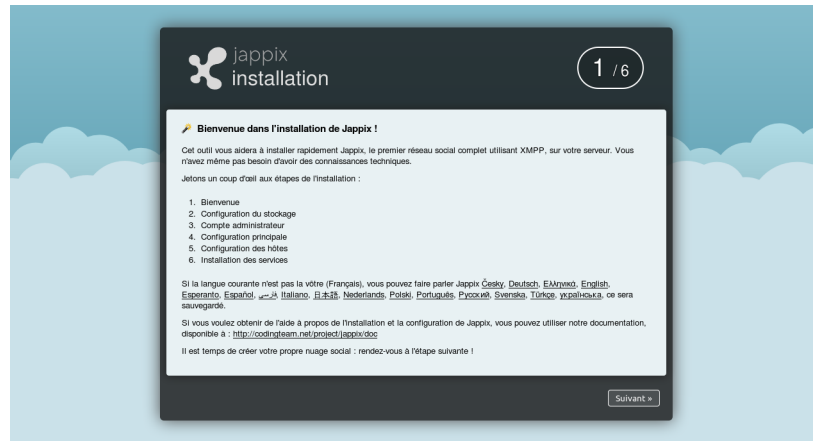 jappix
installation
1 / 6
Bienvenue dans l'installation de Jappix !
Cet outil vous aidera à installer rapidement Jappix, le premier réseau social complet utilisant XMPP, sur votre serveur. Vous
n'avez même pas besoin d'avoir des connaissances techniques.
Jetons un coup d'œil aux étapes de l'installation :
1. Bienvenue
2. Configuration du stockage
3. Compte administrateur
4. Configuration principale
5. Configuration des hôtes
6. Installation des services
Si la langue courante n'est pas la vôtre (Français), vous pouvez faire parler Jappix Česky, Deutsch, Ελληνικά, English,
Esperanto, Español, فارسی, Italiano, 日本語, Nederlands, Polski, Português, Русский, Svenska, Türkçe, українська, ce sera
sauvegardé.
Si vous voulez obtenir de l'aide à propos de l'installation et la configuration de Jappix, vous pouvez utiliser notre documentation,
disponible à : http://codingteam.net/project/jappix/doc
Il est temps de créer votre propre nuage social : rendez-vous à l'étape suivante !
Suivant »